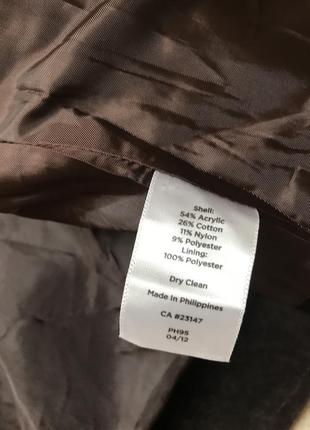 Shell:
54% Acrylic
26% Cotton
11% Nylon
9% Polyester
Lining:
100% Polyester
Dry Clean
Made In Philippines
CA #23147
PH95
04/12